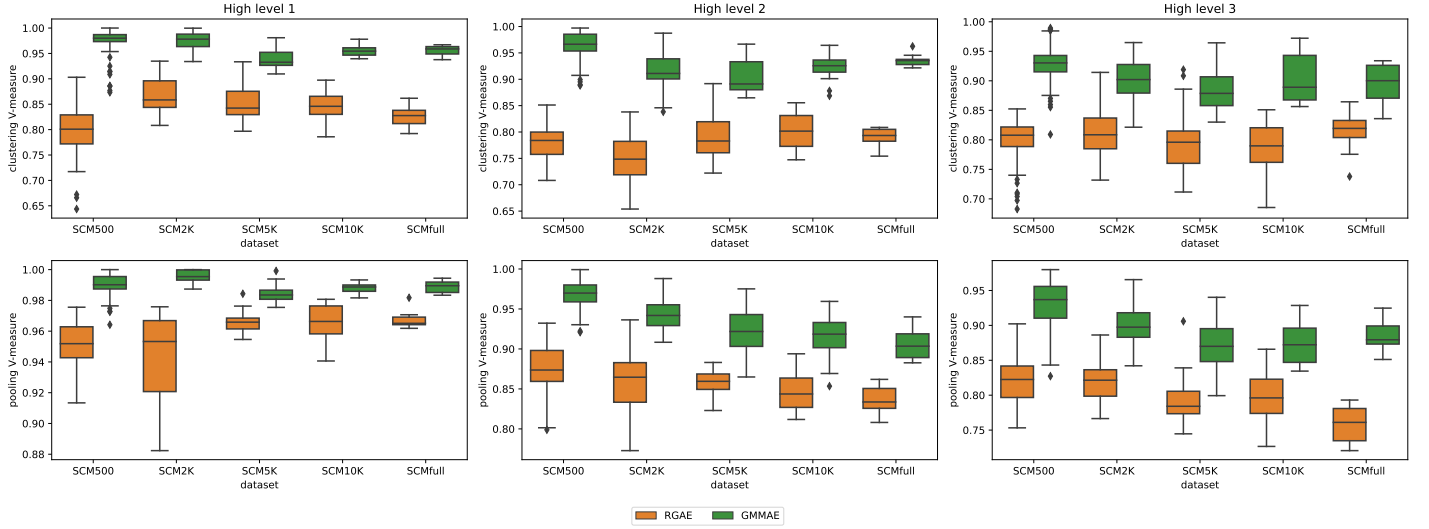 High level 1
High level 2
High level 3
clustering V-measure
1.00
0.95
0.90
0.85
0.80
0.75
0.70
0.65
SCM500 SCM2K SCM5K SCM10K SCMfull
dataset
clustering V-measure
1.00
0.95
0.90
0.85
0.80
0.75
0.70
0.65
SCM500 SCM2K SCM5K SCM10K SCMfull
dataset
clustering V-measure
1.00
0.95
0.90
0.85
0.80
0.75
0.70
SCM500 SCM2K SCM5K SCM10K SCMfull
dataset
pooling V-measure
1.00
0.98
0.96
0.94
0.92
0.90
0.88
SCM500 SCM2K SCM5K SCM10K SCMfull
dataset
pooling V-measure
1.00
0.95
0.90
0.85
0.80
SCM500 SCM2K SCM5K SCM10K SCMfull
dataset
pooling V-measure
0.95
0.90
0.85
0.80
0.75
SCM500 SCM2K SCM5K SCM10K SCMfull
dataset
RGAE GMMAE